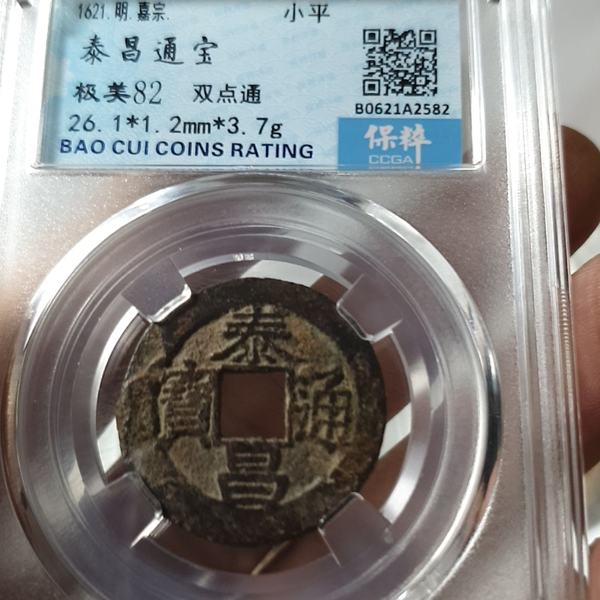 1621.明.嘉宗.
小平
泰昌通宝
极美82 双点通
B0621A2582
26.1*1.2mm*3.7g
保粹
CCGA
BAO CUI COINS RATING
泰
寶 通
昌